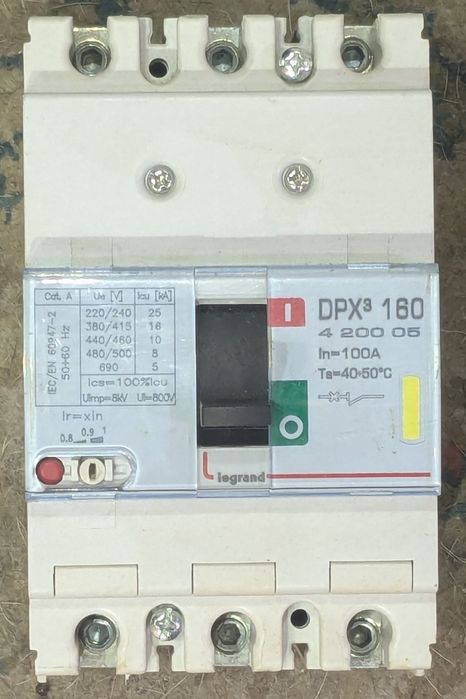 Cat. A Ue [V] Icu [kA]
IEC/EN 60947-2
50÷60 Hz
220/240 25
380/415 16
440/460 10
480/500 8
690 5
Ics=100%Icu
Uimp=8kV Ui=800V
Ir=xIn
0.8 0.9 1
I
O
DPX³ 160
4 200 05
In=100A
Ta=40÷50°C
legrand